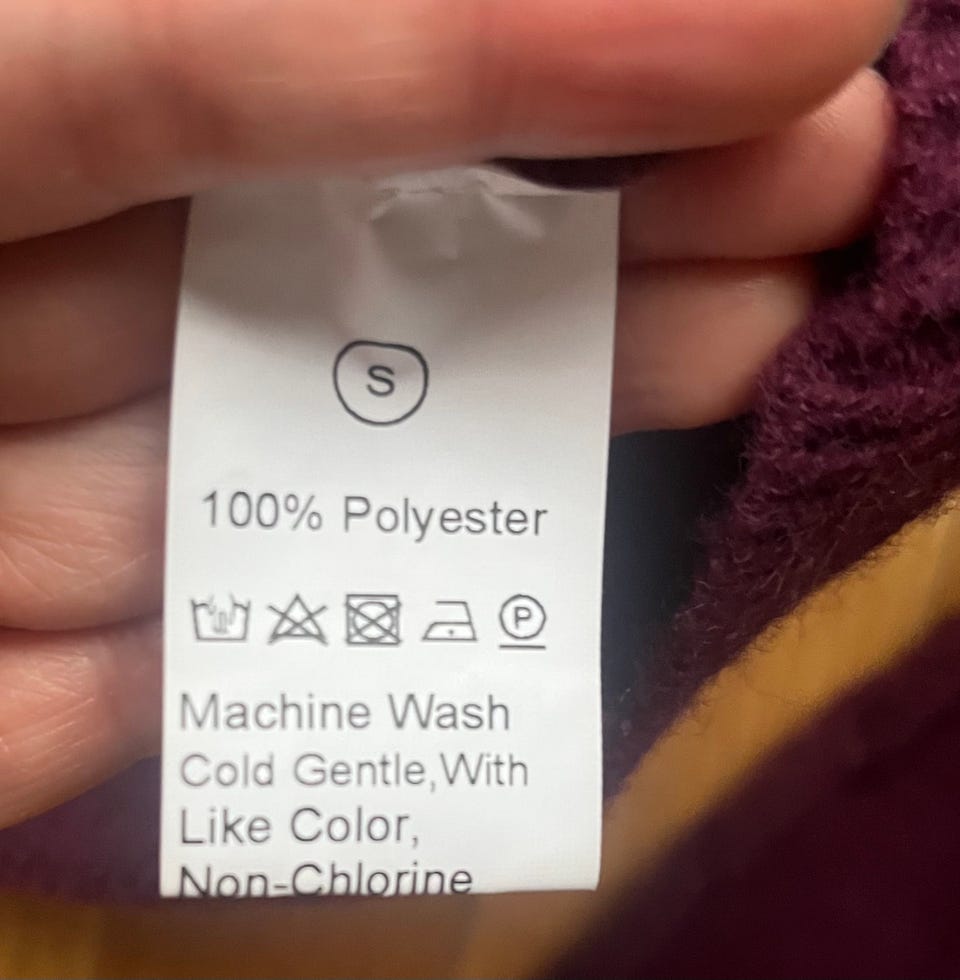 S
100% Polyester
P
Machine Wash
Cold Gentle,With
Like Color,
Non-Chlorine